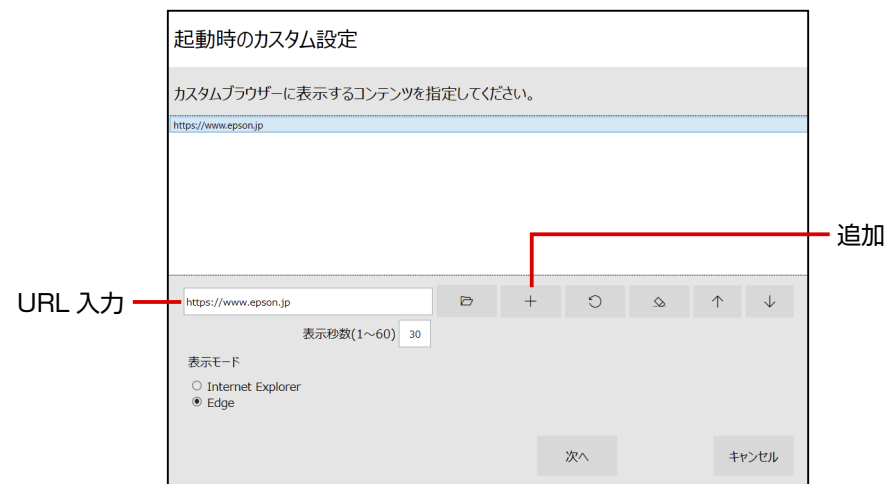 起動時のカスタム設定
カスタムブラウザーに表示するコンテンツを指定してください。
https://www.epson.jp
追加
URL 入力
https://www.epson.jp
表示秒数(1～60) 30
表示モード
Internet Explorer
Edge
次へ
キャンセル